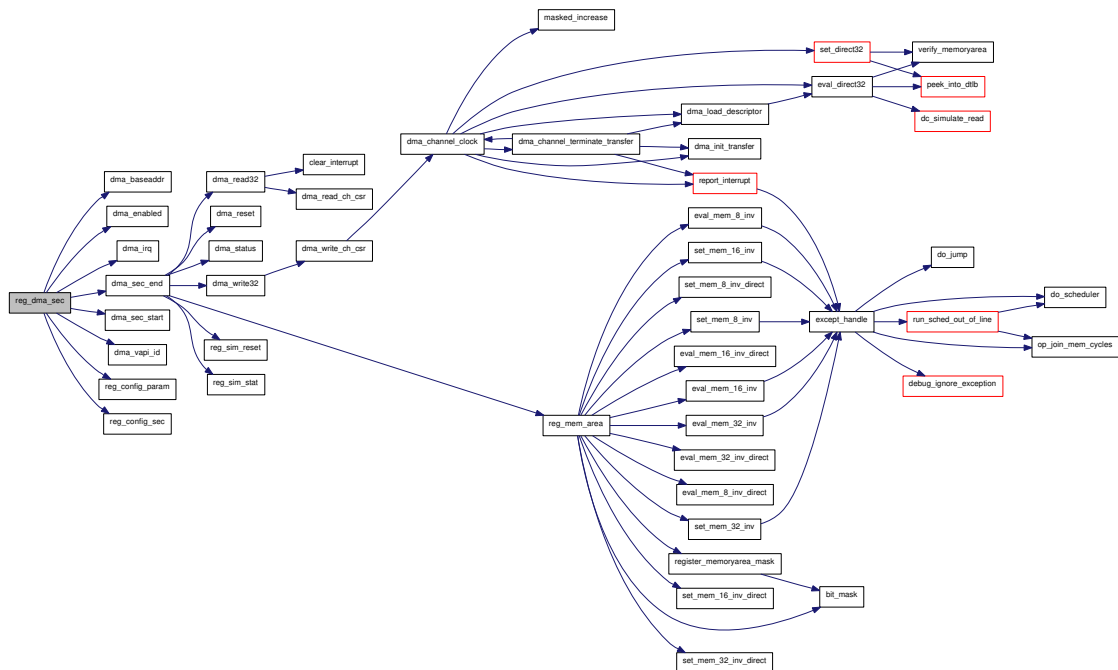 masked_increase
set_direct32
verify_memoryarea
eval_direct32
peek_into_dtlb
dma_load_descriptor
dc_simulate_read
dma_channel_clock
dma_channel_terminate_transfer
dma_init_transfer
clear_interrupt
dma_read32
report_interrupt
dma_baseaddr
dma_read_ch_csr
dma_enabled
dma_reset
eval_mem_8_inv
dma_irq
dma_status
dma_write_ch_csr
set_mem_16_inv
do_jump
dma_sec_end
dma_write32
set_mem_8_inv_direct
reg_dma_sec
do_scheduler
dma_sec_start
set_mem_8_inv
except_handle
run_sched_out_of_line
reg_sim_reset
op_join_mem_cycles
dma_vapi_id
eval_mem_16_inv_direct
reg_sim_stat
reg_config_param
eval_mem_16_inv
debug_ignore_exception
reg_config_sec
reg_mem_area
eval_mem_32_inv
eval_mem_32_inv_direct
eval_mem_8_inv_direct
set_mem_32_inv
register_memoryarea_mask
set_mem_16_inv_direct
bit_mask
set_mem_32_inv_direct